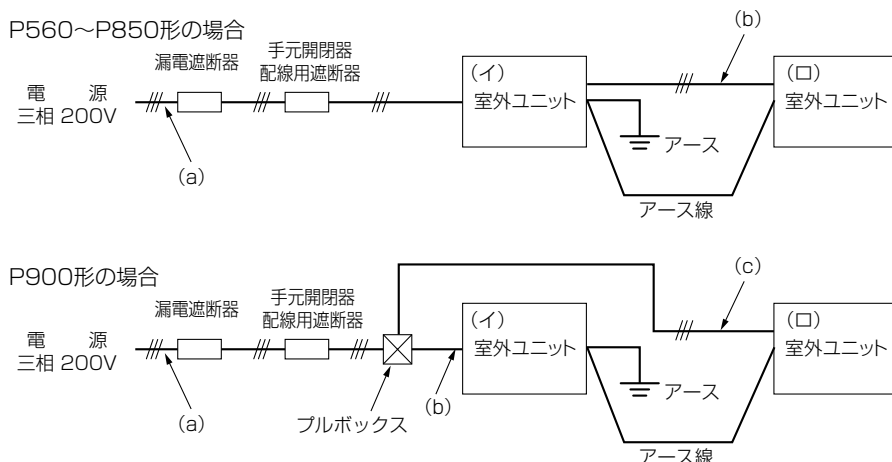 P560〜P850形の場合
漏電遮断器
手元開閉器
配線用遮断器
電　源
三相 200V
(a)
(イ)
室外ユニット
(b)
(ロ)
室外ユニット
アース
アース線
P900形の場合
漏電遮断器
手元開閉器
配線用遮断器
電　源
三相 200V
(a)
プルボックス
(b)
(イ)
室外ユニット
(c)
(ロ)
室外ユニット
アース
アース線